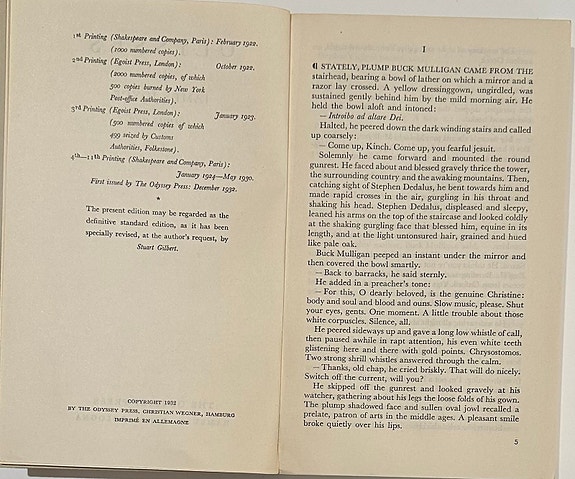 1st Printing (Shakespeare and Company, Paris): February 1922.
(1000 numbered copies).
2nd Printing (Egoist Press, London): October 1922.
(2000 numbered copies, of which
500 copies burned by New York
Post-office Authorities).
3rd Printing (Egoist Press, London): January 1923.
(500 numbered copies of which
499 seized by Customs
Authorities, Folkestone).
4th—11th Printing (Shakespeare and Company, Paris):
January 1924—May 1930.
First issued by The Odyssey Press: December 1932.
*
The present edition may be regarded as the
definitive standard edition, as it has been
specially revised, at the author's request, by
Stuart Gilbert.
COPYRIGHT 1932
BY THE ODYSSEY PRESS, CHRISTIAN WEGNER, HAMBURG
IMPRIMÉ EN ALLEMAGNE
I
¶ STATELY, PLUMP BUCK MULLIGAN CAME FROM THE
stairhead, bearing a bowl of lather on which a mirror and a
razor lay crossed. A yellow dressinggown, ungirdled, was
sustained gently behind him by the mild morning air. He
held the bowl aloft and intoned:
— Introibo ad altare Dei.
Halted, he peered down the dark winding stairs and called
up coarsely:
— Come up, Kinch. Come up, you fearful jesuit.
Solemnly he came forward and mounted the round
gunrest. He faced about and blessed gravely thrice the tower,
the surrounding country and the awaking mountains. Then,
catching sight of Stephen Dedalus, he bent towards him and
made rapid crosses in the air, gurgling in his throat and
shaking his head. Stephen Dedalus, displeased and sleepy,
leaned his arms on the top of the staircase and looked coldly
at the shaking gurgling face that blessed him, equine in its
length, and at the light untonsured hair, grained and hued
like pale oak.
Buck Mulligan peeped an instant under the mirror and
then covered the bowl smartly.
— Back to barracks, he said sternly.
He added in a preacher's tone:
— For this, O dearly beloved, is the genuine Christine:
body and soul and blood and ouns. Slow music, please. Shut
your eyes, gents. One moment. A little trouble about those
white corpuscles. Silence, all.
He peered sideways up and gave a long low whistle of call,
then paused awhile in rapt attention, his even white teeth
glistening here and there with gold points. Chrysostomos.
Two strong shrill whistles answered through the calm.
— Thanks, old chap, he cried briskly. That will do nicely.
Switch off the current, will you?
He skipped off the gunrest and looked gravely at his
watcher, gathering about his legs the loose folds of his gown.
The plump shadowed face and sullen oval jowl recalled a
prelate, patron of arts in the middle ages. A pleasant smile
broke quietly over his lips.
5